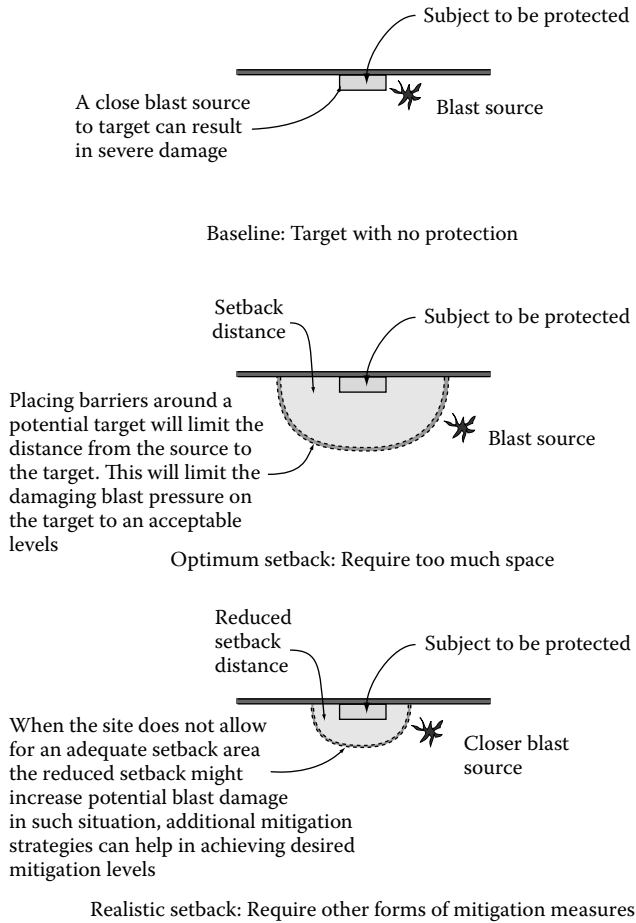 Subject to be protected
A close blast source
to target can result
in severe damage
Blast source
Baseline: Target with no protection
Setback
distance
Subject to be protected
Placing barriers around a
potential target will limit the
distance from the source to
the target. This will limit the
damaging blast pressure on
the target to an acceptable
levels
Blast source
Optimum setback: Require too much space
Reduced
setback
distance
Subject to be protected
When the site does not allow
for an adequate setback area
the reduced setback might
increase potential blast damage
in such situation, additional mitigation
strategies can help in achieving desired
mitigation levels
Closer blast
source
Realistic setback: Require other forms of mitigation measures